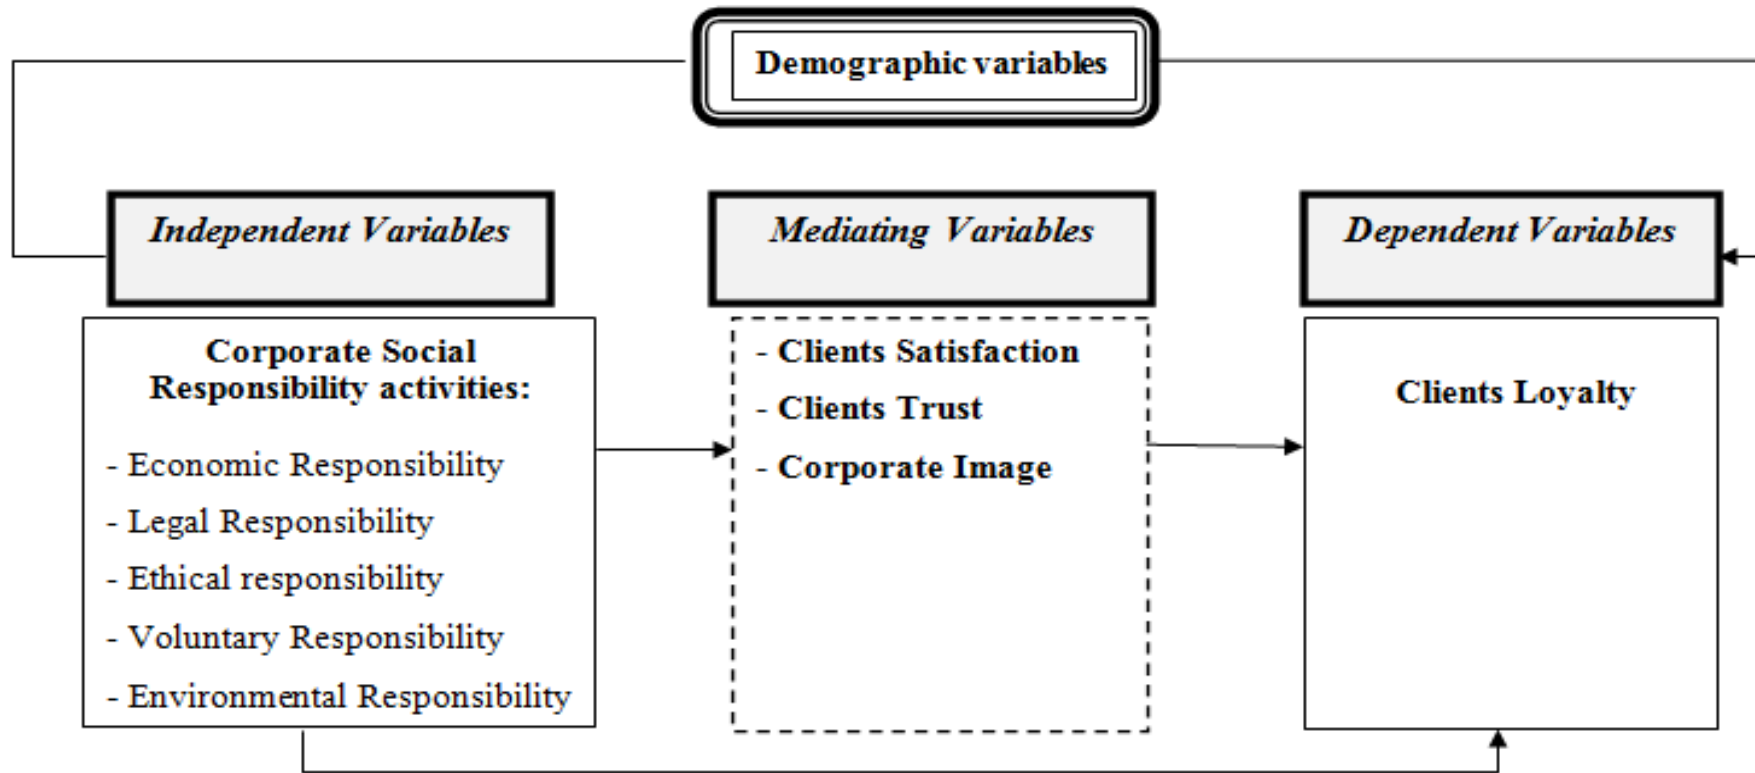 Demographic variables
Independent Variables
Mediating Variables
Dependent Variables
Corporate Social
Responsibility activities:
- Economic Responsibility
- Legal Responsibility
- Ethical responsibility
- Voluntary Responsibility
- Environmental Responsibility
- Clients Satisfaction
- Clients Trust
- Corporate Image
Clients Loyalty